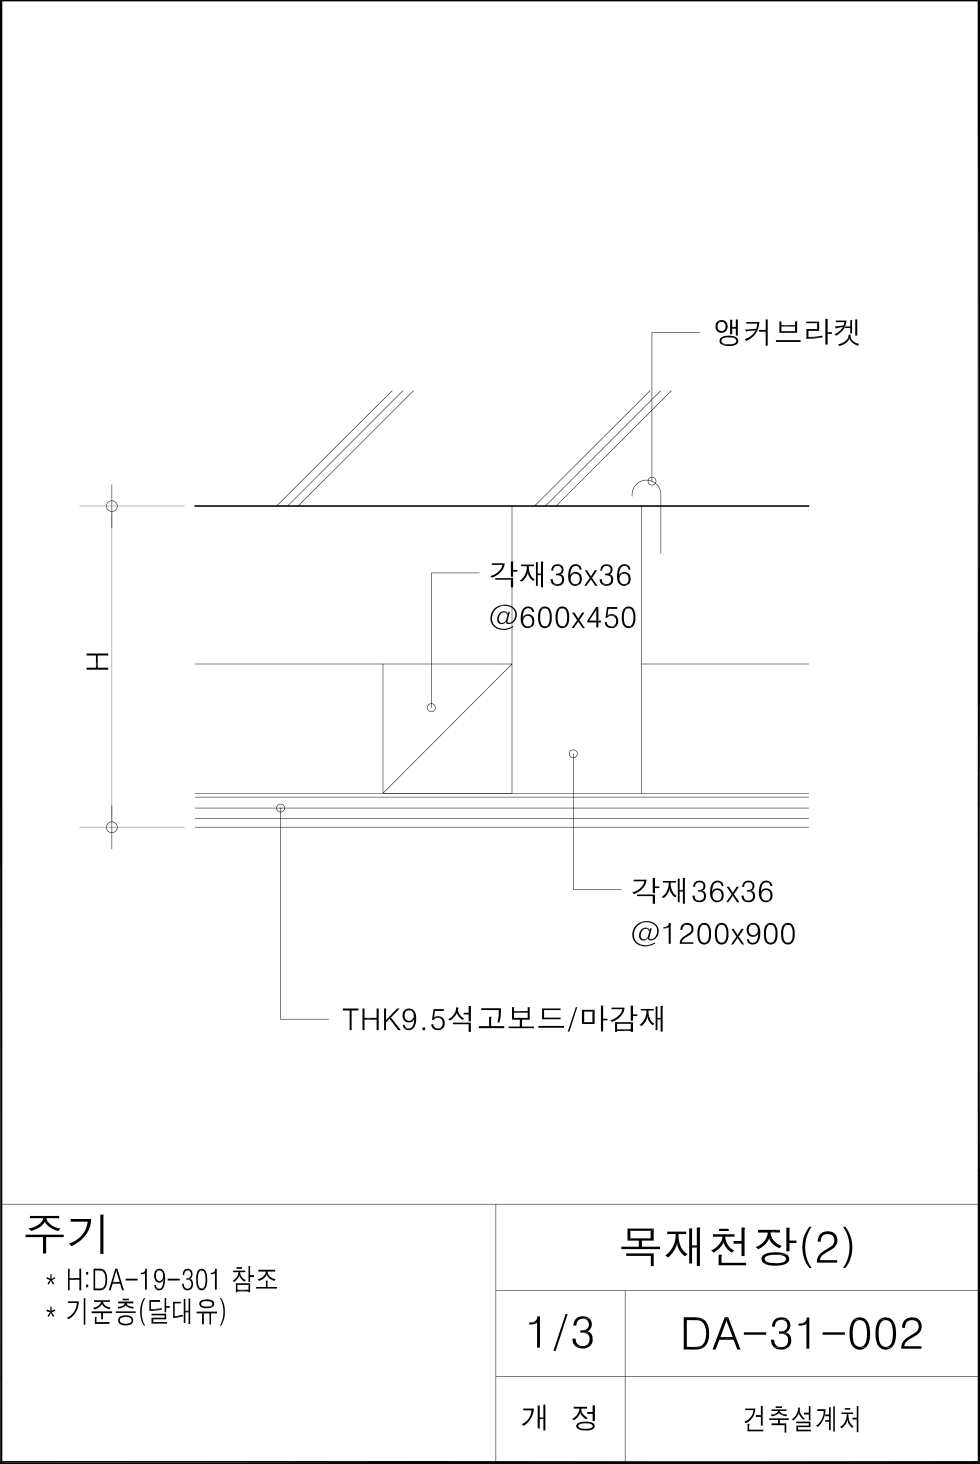 앵커브라켓
각재36x36
@600x450
H
각재36x36
@1200x900
THK9.5석고보드/마감재
주기
* H:DA-19-301 참조
* 기준층(달대유)
목재천장(2)
1/3
DA-31-002
개 정
건축설계처